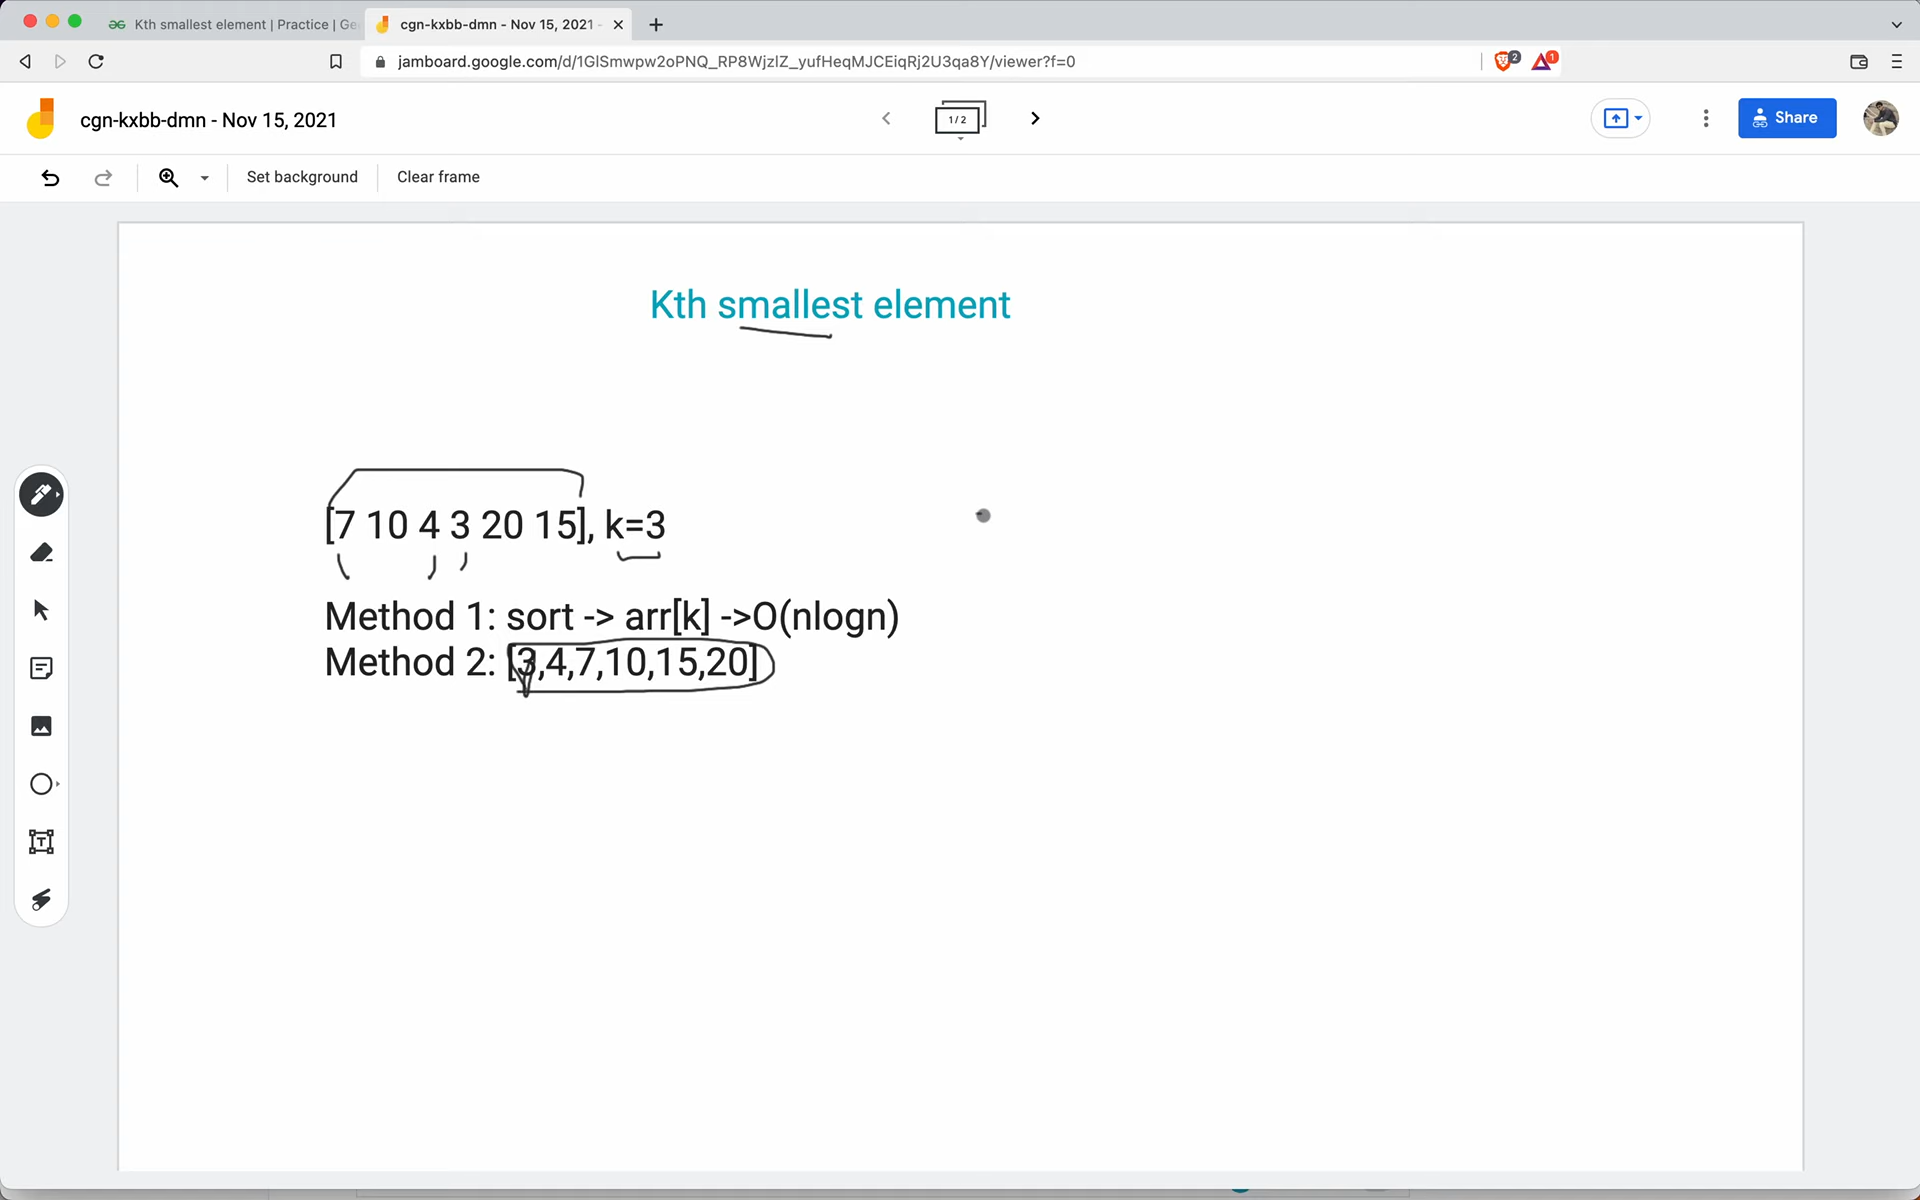 Kth smallest element | Practice | Ge
cgn-kxbb-dmn - Nov 15, 2021 -
jamboard.google.com/d/1GlSmwpw2oPNQ_RP8WjzlZ_yufHeqMJCEiqRj2U3qa8Y/viewer?f=0
2
1
cgn-kxbb-dmn - Nov 15, 2021
1 / 2
Share
Set background
Clear frame
Kth smallest element
[7 10 4 3 20 15], k=3
Method 1: sort -> arr[k] ->O(nlogn)
Method 2: [3,4,7,10,15,20]